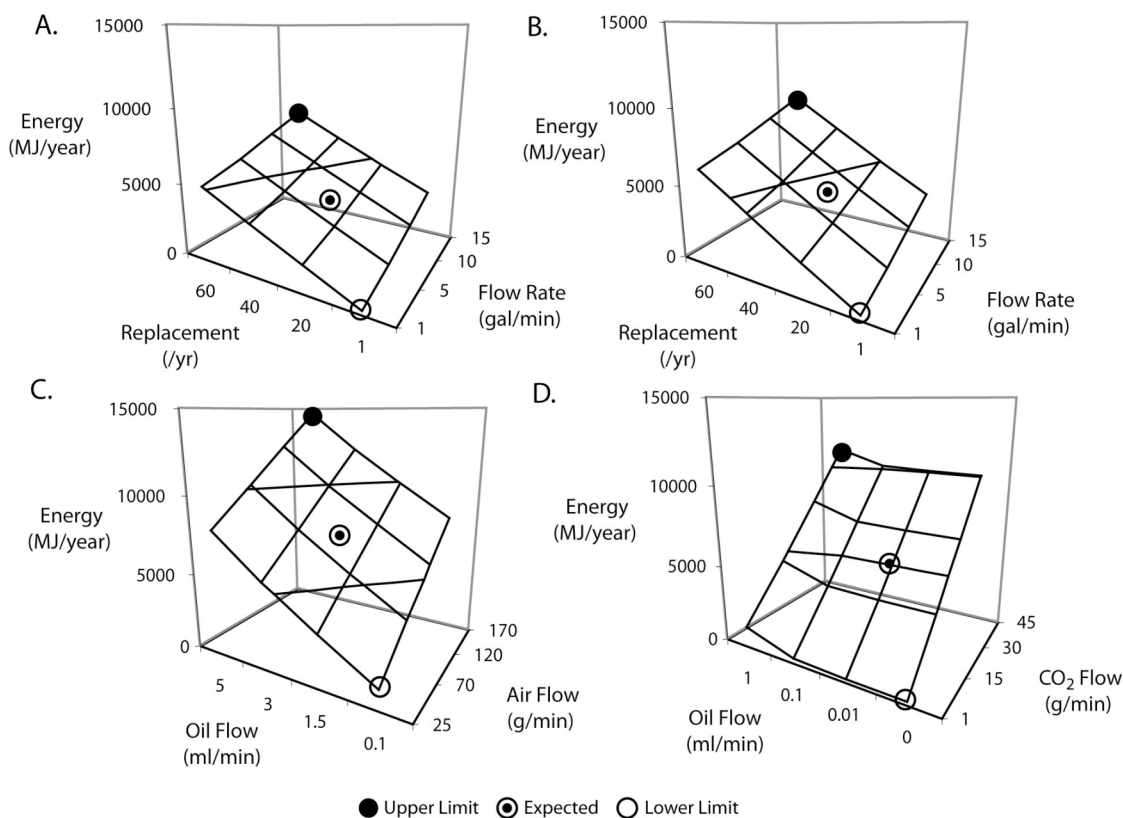 A.
15000
10000
Energy
(MJ/year)
5000
0
60
40
20
1
Replacement
(/yr)
15
10
5
1
Flow Rate
(gal/min)
B.
15000
10000
Energy
(MJ/year)
5000
0
60
40
20
1
Replacement
(/yr)
15
10
5
1
Flow Rate
(gal/min)
C.
15000
10000
Energy
(MJ/year)
5000
0
5
3
1.5
0.1
Oil Flow
(ml/min)
170
120
70
25
Air Flow
(g/min)
D.
15000
10000
Energy
(MJ/year)
5000
0
1
0.1
0.01
0
Oil Flow
(ml/min)
45
30
15
1
CO₂ Flow
(g/min)
Upper Limit Expected Lower Limit